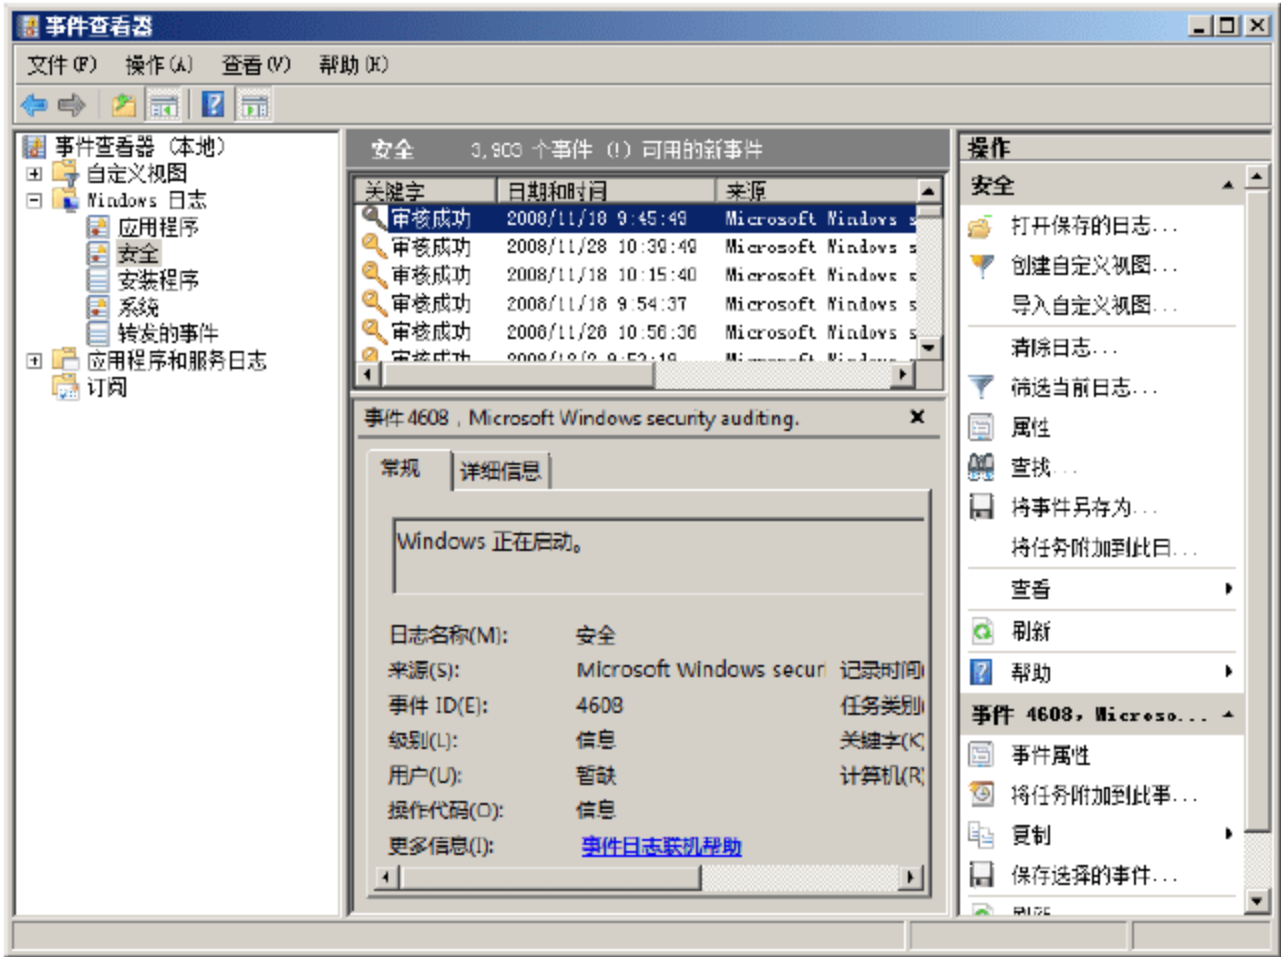 事件查看器
文件(F) 操作(A) 查看(V) 帮助(H)
事件查看器 (本地)
自定义视图
Windows 日志
应用程序
安全
安装程序
系统
转发的事件
应用程序和服务日志
订阅
安全 3,903 个事件 (!) 可用的新事件
关键字 日期和时间 来源
审核成功 2008/11/18 9:45:49 Microsoft Windows s
审核成功 2008/11/28 10:39:49 Microsoft Windows s
审核成功 2008/11/18 10:15:40 Microsoft Windows s
审核成功 2008/11/18 9:54:37 Microsoft Windows s
审核成功 2008/11/28 10:56:36 Microsoft Windows s
审核成功
事件 4608，Microsoft Windows security auditing.
常规 详细信息
Windows 正在启动。
日志名称(M): 安全
来源(S): Microsoft Windows securi 记录时间(
事件 ID(E): 4608 任务类别(
级别(L): 信息 关键字(K
用户(U): 暂缺 计算机(R
操作代码(O): 信息
更多信息(I): 事件日志联机帮助
操作
安全
打开保存的日志...
创建自定义视图...
导入自定义视图...
清除日志...
筛选当前日志...
属性
查找...
将事件另存为...
将任务附加到此日...
查看
刷新
帮助
事件 4608，Microso...
事件属性
将任务附加到此事...
复制
保存选择的事件...
刷新